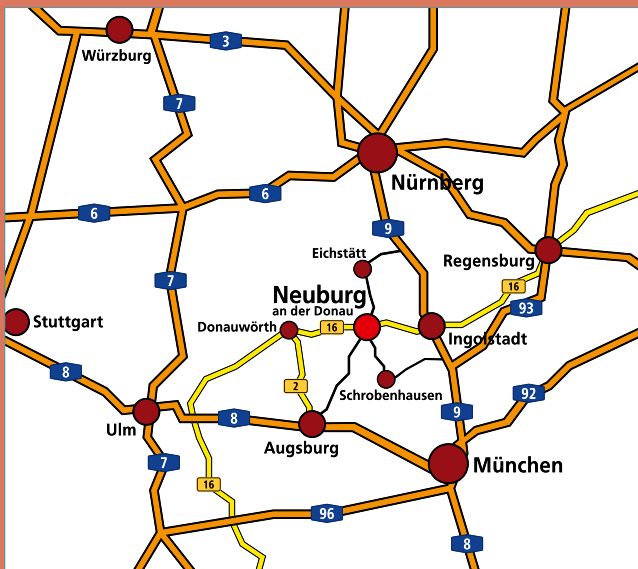 Würzburg
3
7
Nürnberg
6
6
9
Eichstätt
Regensburg
7
16
Neuburg
an der Donau
93
Stuttgart
Donauwörth
16
Ingolstadt
8
2
Schrobenhausen
92
9
8
Ulm
Augsburg
7
München
16
96
8